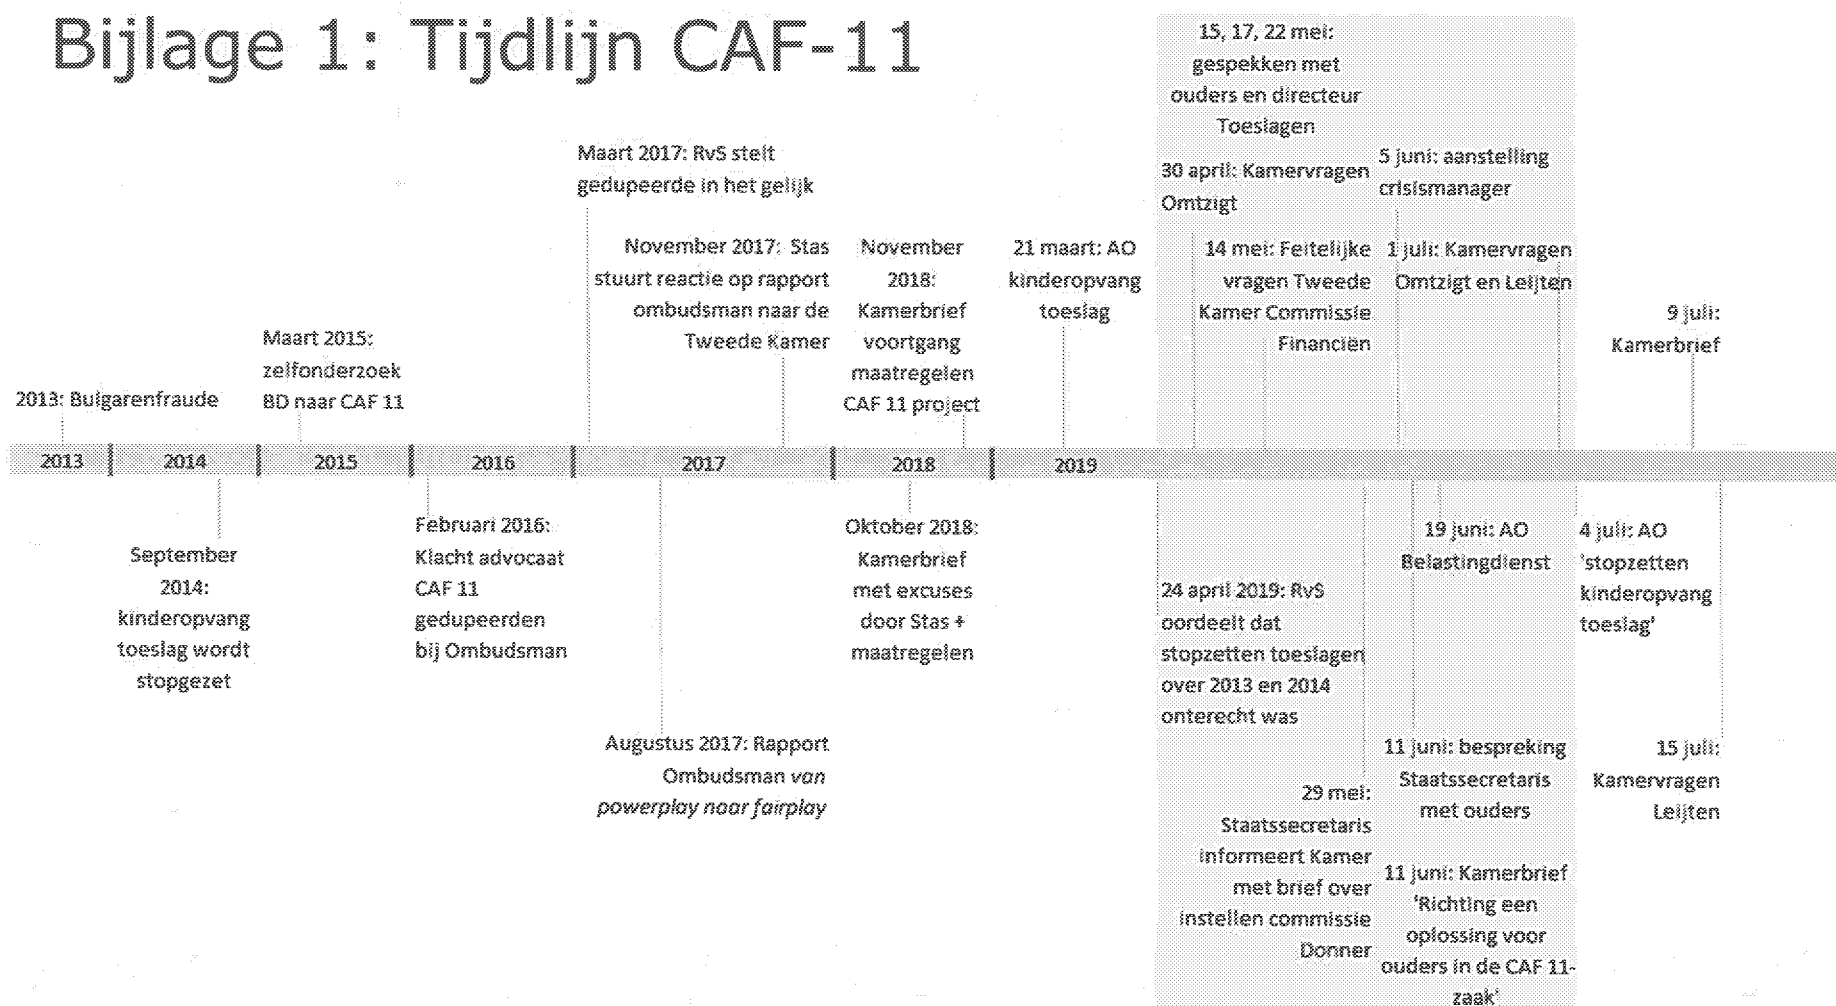 Bijlage 1: Tijdlijn CAF-11
2013: Bulgarenfraude
Maart 2015:
zelfonderzoek
BD naar CAF 11
Maart 2017: RvS stelt
gedupeerde in het gelijk
November 2017: Stas
stuurt reactie op rapport
ombudsman naar de
Tweede Kamer
November
2018:
Kamerbrief
voortgang
maatregelen
CAF 11 project
21 maart: AO
kinderopvang
toeslag
15, 17, 22 mei:
gespekken met
ouders en directeur
Toeslagen
30 april: Kamervragen
Omtzigt
14 mei: Feitelijke
vragen Tweede
Kamer Commissie
Financiën
5 juni: aanstelling
crisismanager
1 juli: Kamervragen
Omtzigt en Leijten
9 juli:
Kamerbrief
2013
2014
2015
2016
2017
2018
2019
September
2014:
kinderopvang
toeslag wordt
stopgezet
Februari 2016:
Klacht advocaat
CAF 11
gedupeerden
bij Ombudsman
Augustus 2017: Rapport
Ombudsman van
powerplay naar fairplay
Oktober 2018:
Kamerbrief
met excuses
door Stas +
maatregelen
24 april 2019: RvS
oordeelt dat
stopzetten toeslagen
over 2013 en 2014
onterecht was
29 mei:
Staatssecretaris
informeert Kamer
met brief over
instellen commissie
Donner
19 juni: AO
Belastingdienst
11 juni: bespreking
Staatssecretaris
met ouders
11 juni: Kamerbrief
'Richting een
oplossing voor
ouders in de CAF 11-
zaak'
4 juli: AO
'stopzetten
kinderopvang
toeslag'
15 juli:
Kamervragen
Leijten